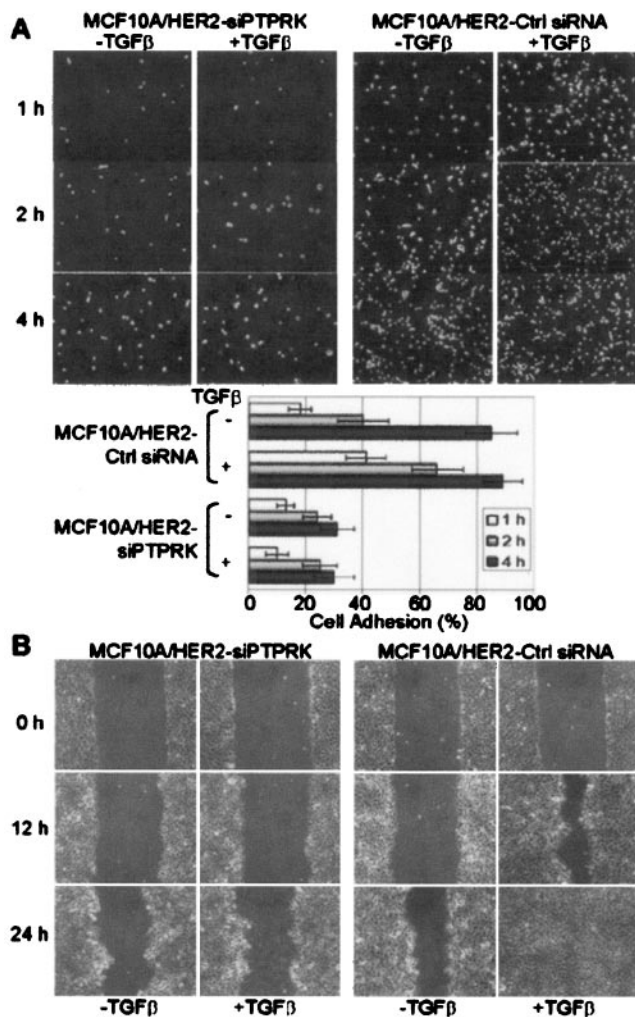 A
MCF10A/HER2-siPTPRK
MCF10A/HER2-Ctrl siRNA
-TGFβ
+TGFβ
-TGFβ
+TGFβ
1 h
2 h
4 h
TGFβ
MCF10A/HER2-
Ctrl siRNA
-
+
MCF10A/HER2-
siPTPRK
-
+
1 h
2 h
4 h
0 20 40 60 80 100
Cell Adhesion (%)
B
MCF10A/HER2-siPTPRK
MCF10A/HER2-Ctrl siRNA
0 h
12 h
24 h
-TGFβ
+TGFβ
-TGFβ
+TGFβ